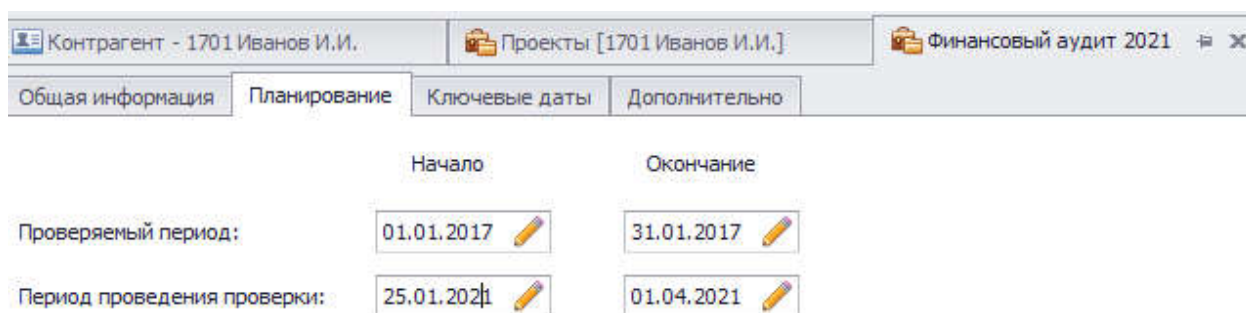 Контрагент - 1701 Иванов И.И. Проекты [1701 Иванов И.И.] Финансовый аудит 2021
Общая информация Планирование Ключевые даты Дополнительно
Начало Окончание
Проверяемый период: 01.01.2017 31.01.2017
Период проведения проверки: 25.01.2021 01.04.2021